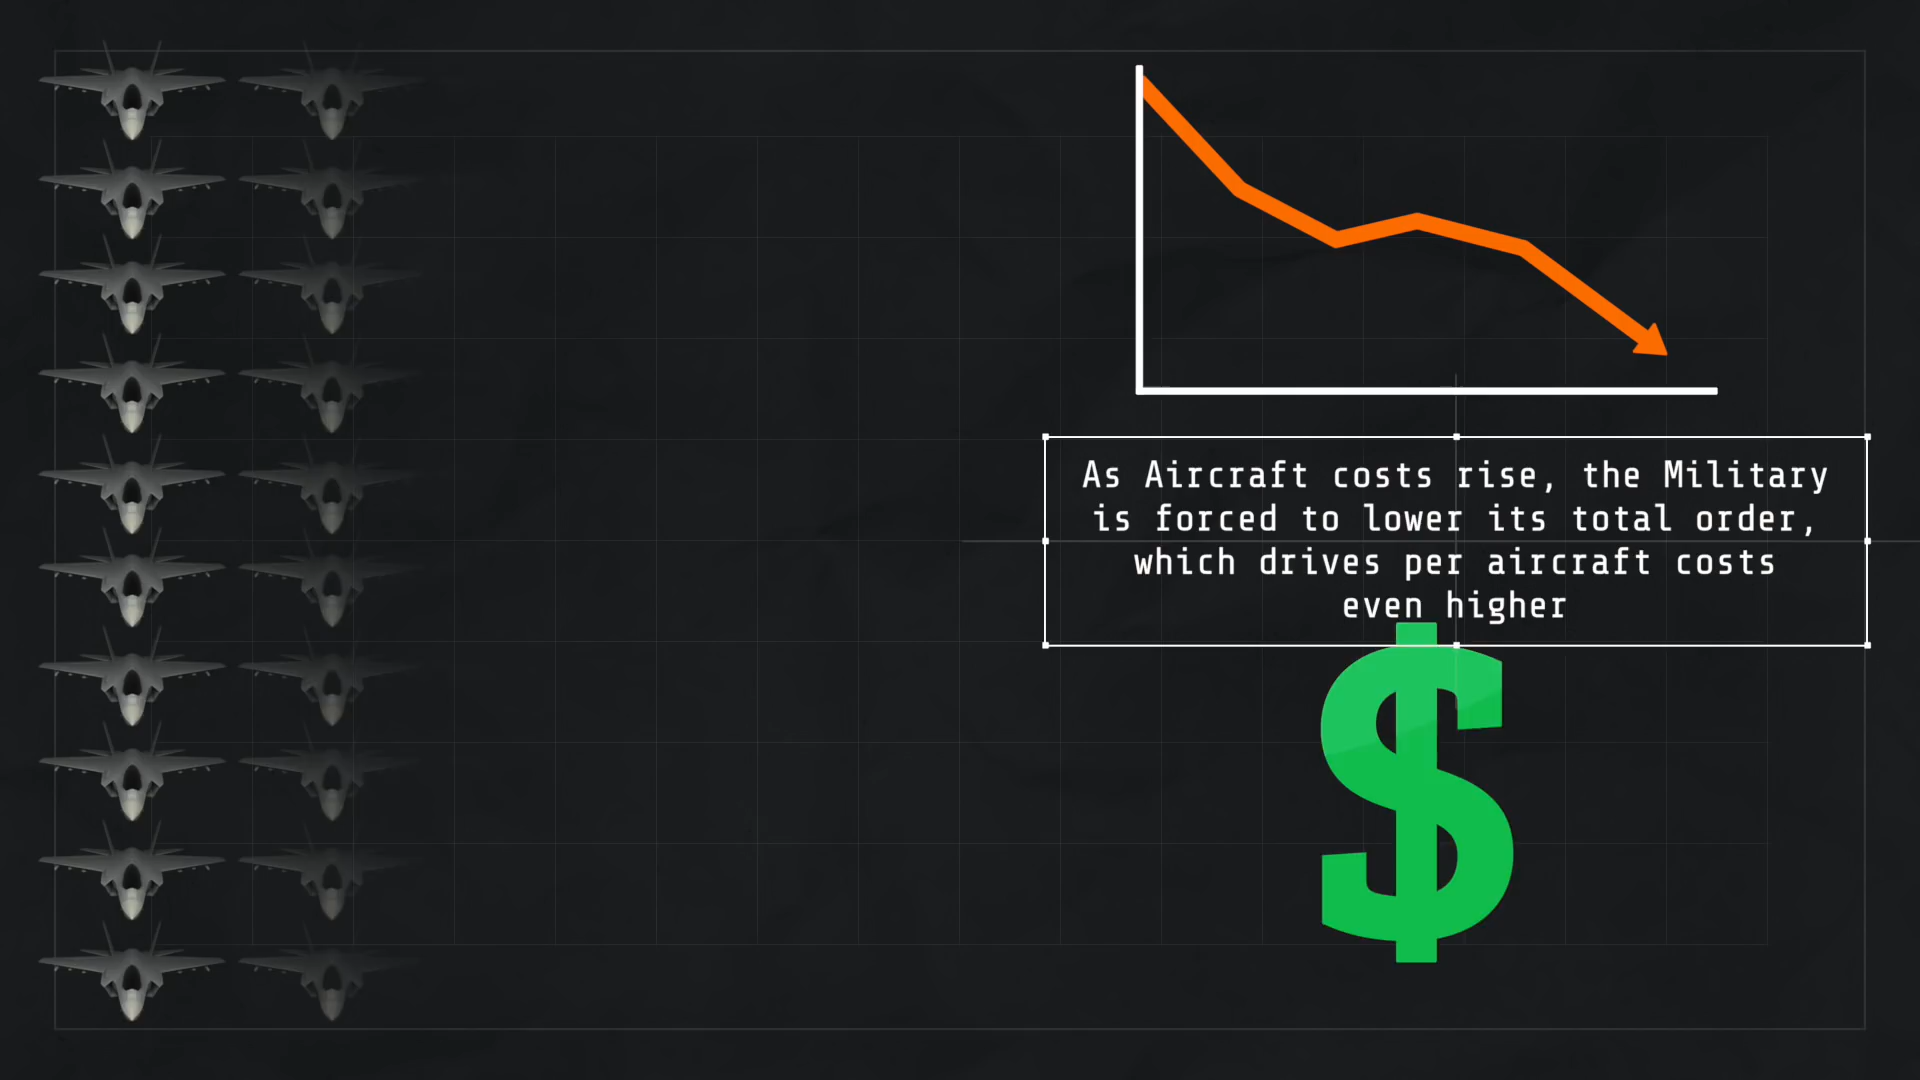 As Aircraft costs rise, the Military
is forced to lower its total order,
which drives per aircraft costs
even higher
$